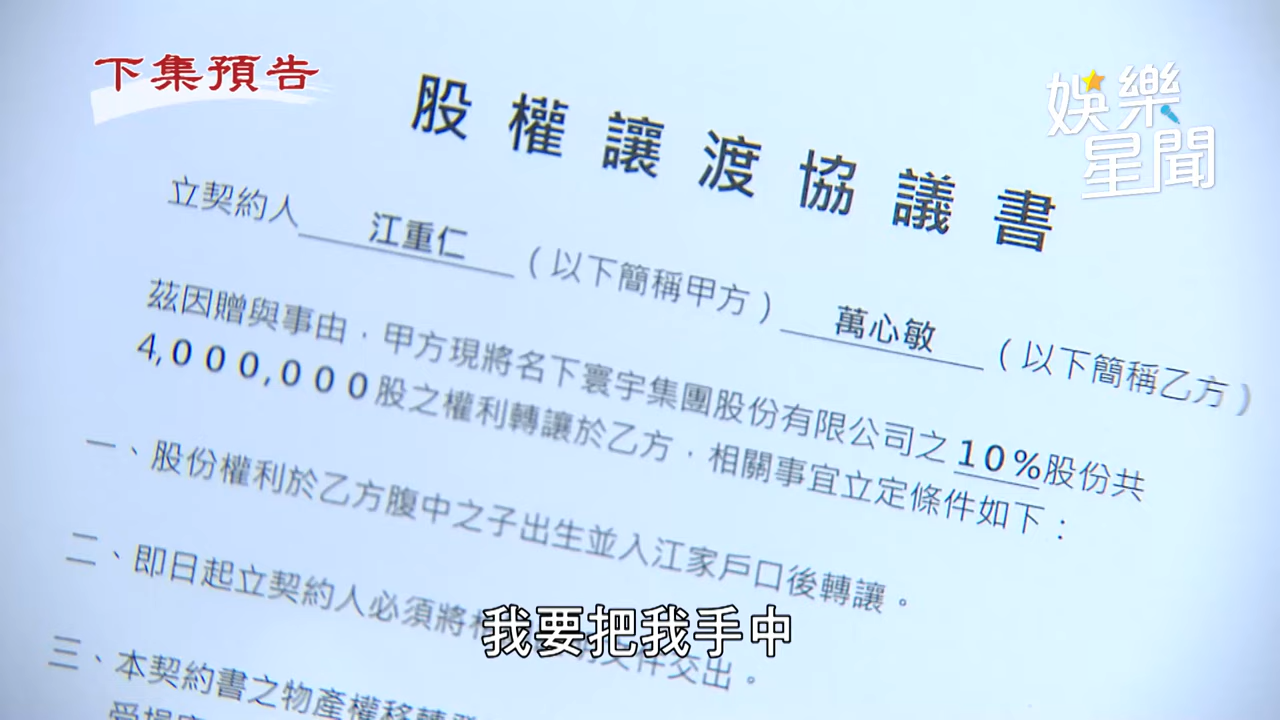 下集預告
娛樂
星聞
股權讓渡協議書
立契約人 江重仁 (以下簡稱甲方) 萬心敏 (以下簡稱乙方)
茲因贈與事由，甲方現將名下寰宇集團股份有限公司之10%股份共
4,000,000股之權利轉讓於乙方，相關事宜立定條件如下：
一、股份權利於乙方腹中之子出生並入江家戶口後轉讓。
二、即日起立契約人必須將 文件交出。
三、本契約書之物產權移轉
我要把我手中